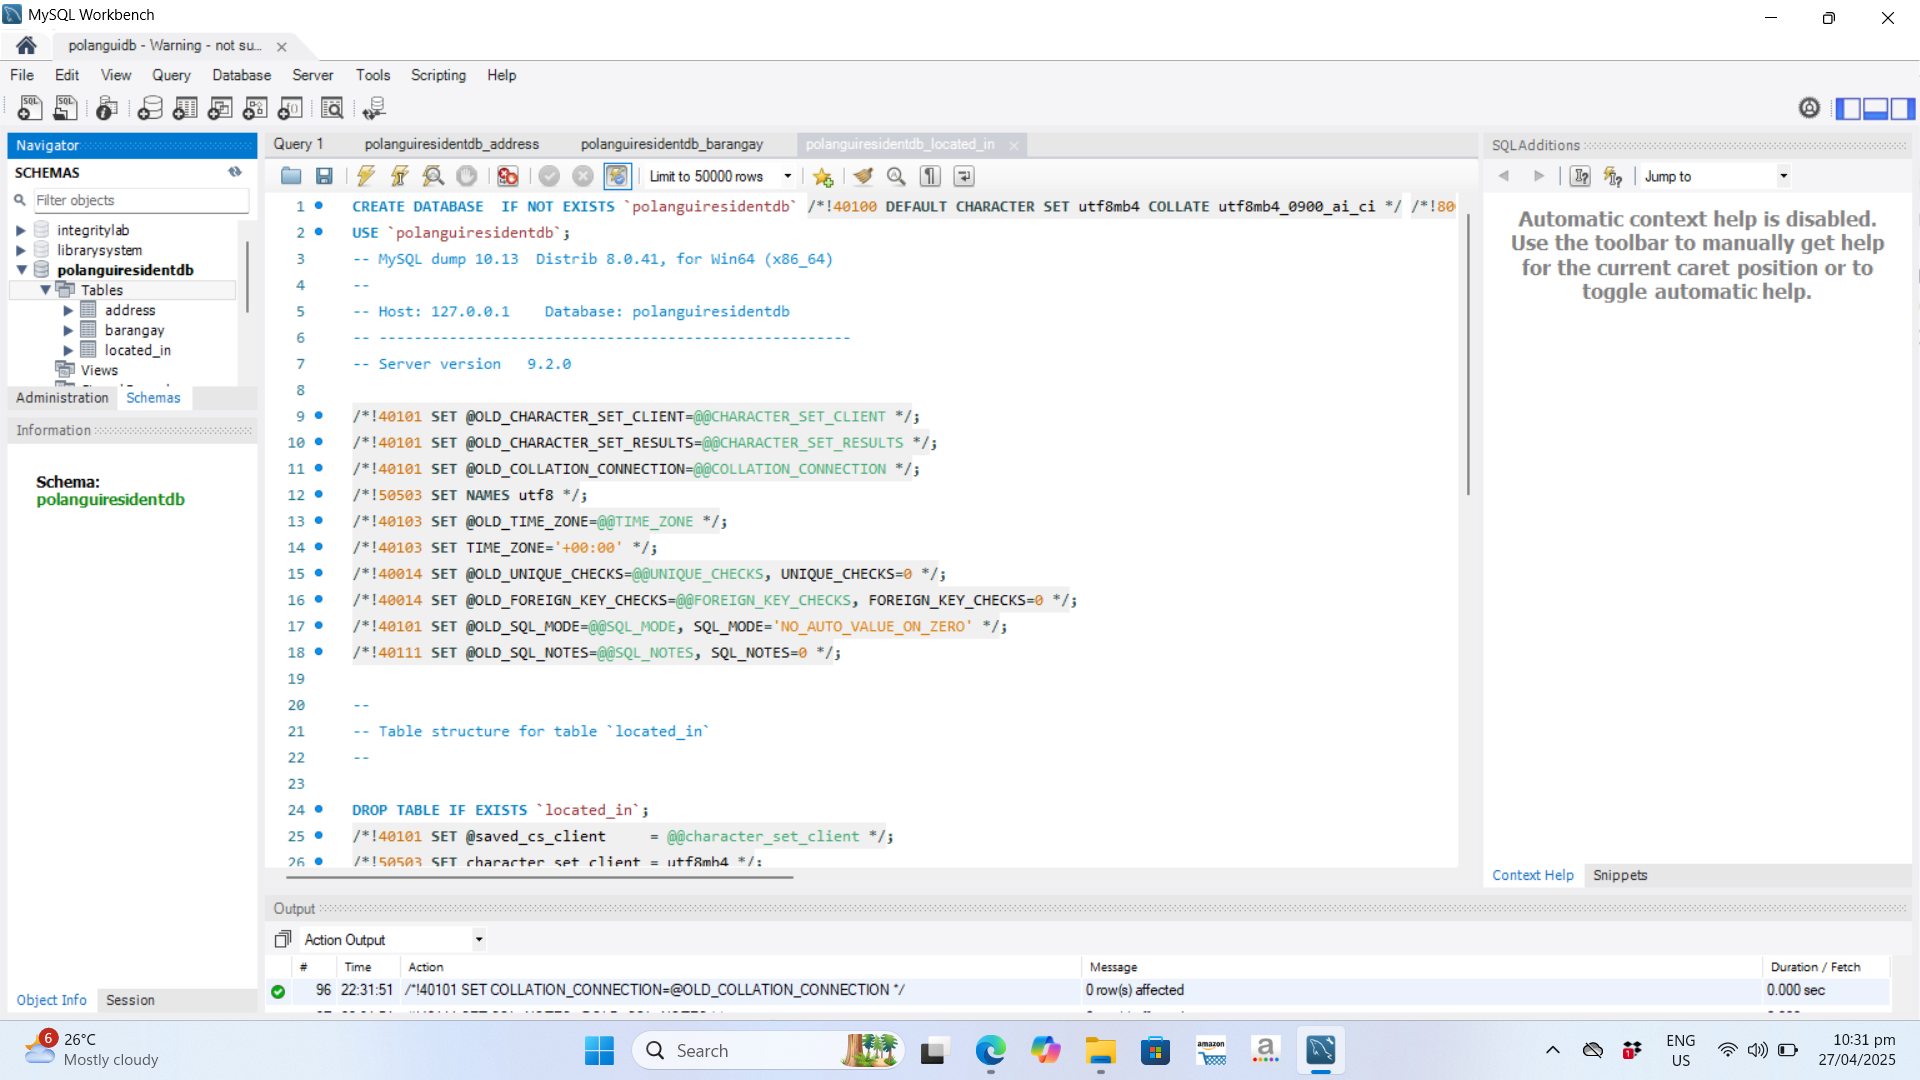 MySQL Workbench
polanguidb - Warning - not su...
File Edit View Query Database Server Tools Scripting Help
Navigator
SCHEMAS
Filter objects
integritylab
librarysystem
polanguiresidentdb
Tables
address
barangay
located_in
Views
Administration Schemas
Information
Schema:
polanguiresidentdb
Object Info Session
Query 1 polanguiresidentdb_address polanguiresidentdb_barangay polanguiresidentdb_located_in
Limit to 50000 rows
1 CREATE DATABASE  IF NOT EXISTS `polanguiresidentdb` /*!40100 DEFAULT CHARACTER SET utf8mb4 COLLATE utf8mb4_0900_ai_ci */ /*!80
2 USE `polanguiresidentdb`;
3 -- MySQL dump 10.13  Distrib 8.0.41, for Win64 (x86_64)
4 --
5 -- Host: 127.0.0.1    Database: polanguiresidentdb
6 -- ------------------------------------------------------
7 -- Server version	9.2.0
8
9 /*!40101 SET @OLD_CHARACTER_SET_CLIENT=@@CHARACTER_SET_CLIENT */;
10 /*!40101 SET @OLD_CHARACTER_SET_RESULTS=@@CHARACTER_SET_RESULTS */;
11 /*!40101 SET @OLD_COLLATION_CONNECTION=@@COLLATION_CONNECTION */;
12 /*!50503 SET NAMES utf8 */;
13 /*!40103 SET @OLD_TIME_ZONE=@@TIME_ZONE */;
14 /*!40103 SET TIME_ZONE='+00:00' */;
15 /*!40014 SET @OLD_UNIQUE_CHECKS=@@UNIQUE_CHECKS, UNIQUE_CHECKS=0 */;
16 /*!40014 SET @OLD_FOREIGN_KEY_CHECKS=@@FOREIGN_KEY_CHECKS, FOREIGN_KEY_CHECKS=0 */;
17 /*!40101 SET @OLD_SQL_MODE=@@SQL_MODE, SQL_MODE='NO_AUTO_VALUE_ON_ZERO' */;
18 /*!40111 SET @OLD_SQL_NOTES=@@SQL_NOTES, SQL_NOTES=0 */;
19
20 --
21 -- Table structure for table `located_in`
22 --
23
24 DROP TABLE IF EXISTS `located_in`;
25 /*!40101 SET @saved_cs_client     = @@character_set_client */;
26 /*!50503 SET character_set_client = utf8mb4 */;
SQLAdditions
Jump to
Automatic context help is disabled.
Use the toolbar to manually get help
for the current caret position or to
toggle automatic help.
Context Help Snippets
Output
Action Output
# Time Action Message Duration / Fetch
96 22:31:51 /*!40101 SET COLLATION_CONNECTION=@OLD_COLLATION_CONNECTION */ 0 row(s) affected 0.000 sec
6
26°C
Mostly cloudy
Search
amazon
a
1
ENG
US
10:31 pm
27/04/2025